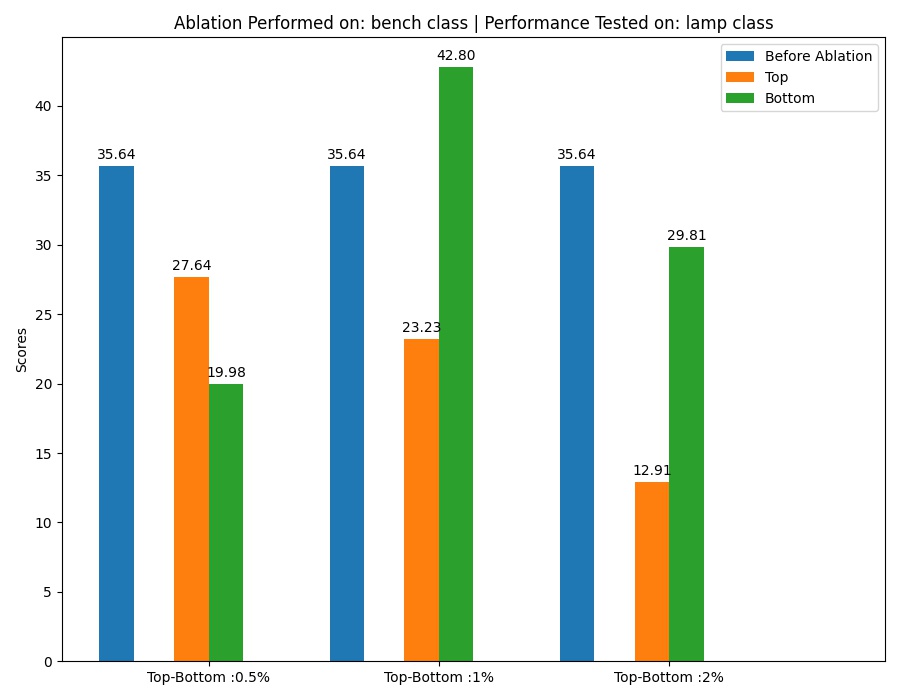 Ablation Performed on: bench class | Performance Tested on: lamp class
Before Ablation
Top
Bottom
Scores
40
35
30
25
20
15
10
5
0
35.64
27.64
19.98
35.64
23.23
42.80
35.64
12.91
29.81
Top-Bottom :0.5%
Top-Bottom :1%
Top-Bottom :2%